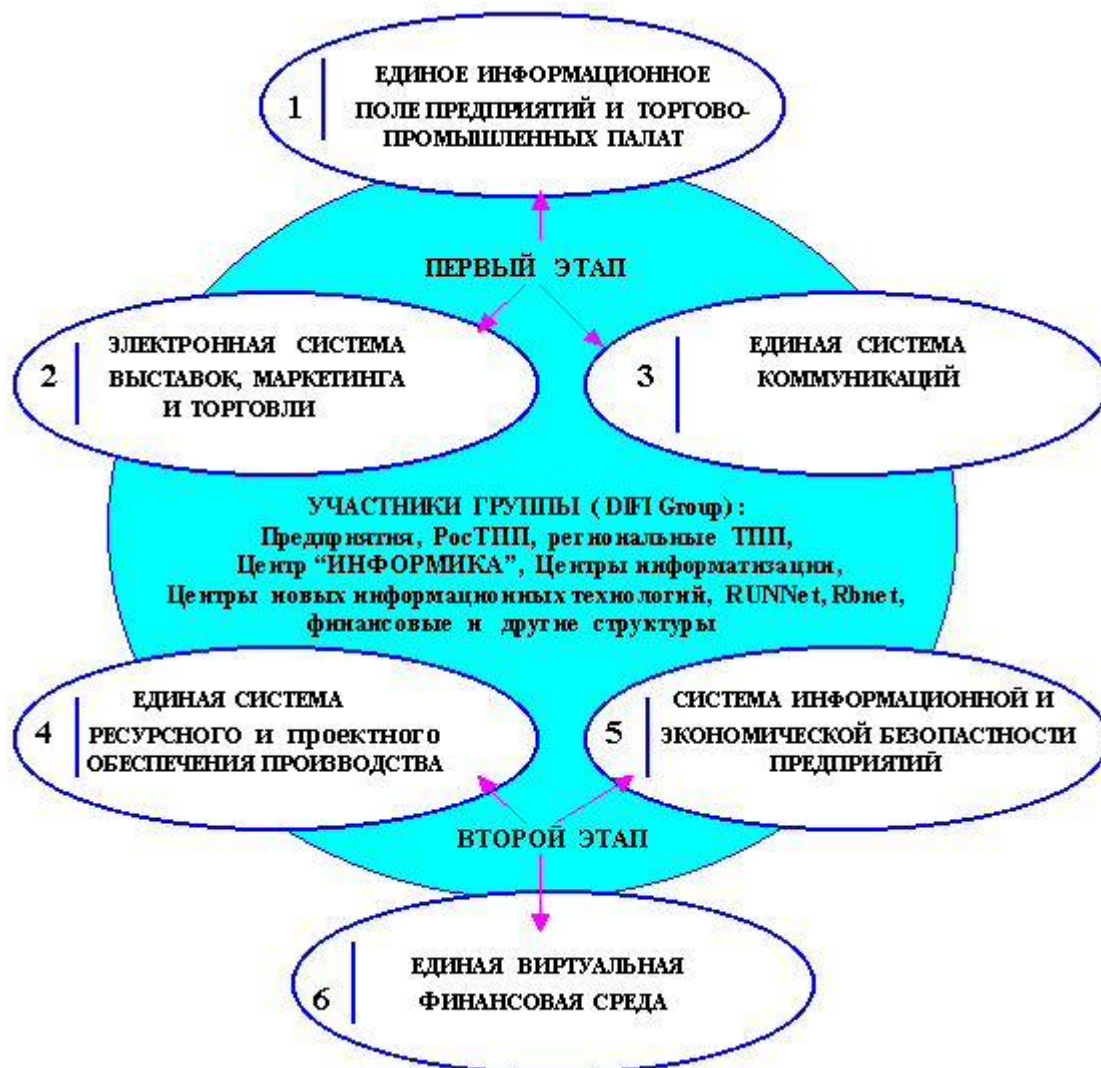 ЕДИНОЕ ИНФОРМАЦИОННОЕ
1 ПОЛЕ ПРЕДПРИЯТИЙ И ТОРГОВО-
ПРОМЫШЛЕННЫХ ПАЛАТ
ПЕРВЫЙ ЭТАП
ЭЛЕКТРОННАЯ СИСТЕМА
2 ВЫСТАВОК, МАРКЕТИНГА
И ТОРГОВЛИ
ЕДИНАЯ СИСТЕМА
3 КОММУНИКАЦИЙ
УЧАСТНИКИ ГРУППЫ ( DIFI Group) :
Предприятия, РосТПП, региональные ТПП,
Центр “ИНФОРМИКА”, Центры информатизации,
Центры новых информационных технологий, RUNNet, Rbnet,
финансовые и другие структуры
ЕДИНАЯ СИСТЕМА
4 РЕСУРСНОГО и проектного
ОБЕСПЕЧЕНИЯ ПРОИЗВОДСТВА
СИСТЕМА ИНФОРМАЦИОННОЙ И
5 ЭКОНОМИЧЕСКОЙ БЕЗОПАСТНОСТИ
ПРЕДПРИЯТИЙ
ВТОРОЙ ЭТАП
ЕДИНАЯ ВИРТУАЛЬНАЯ
6 ФИНАНСОВАЯ СРЕДА